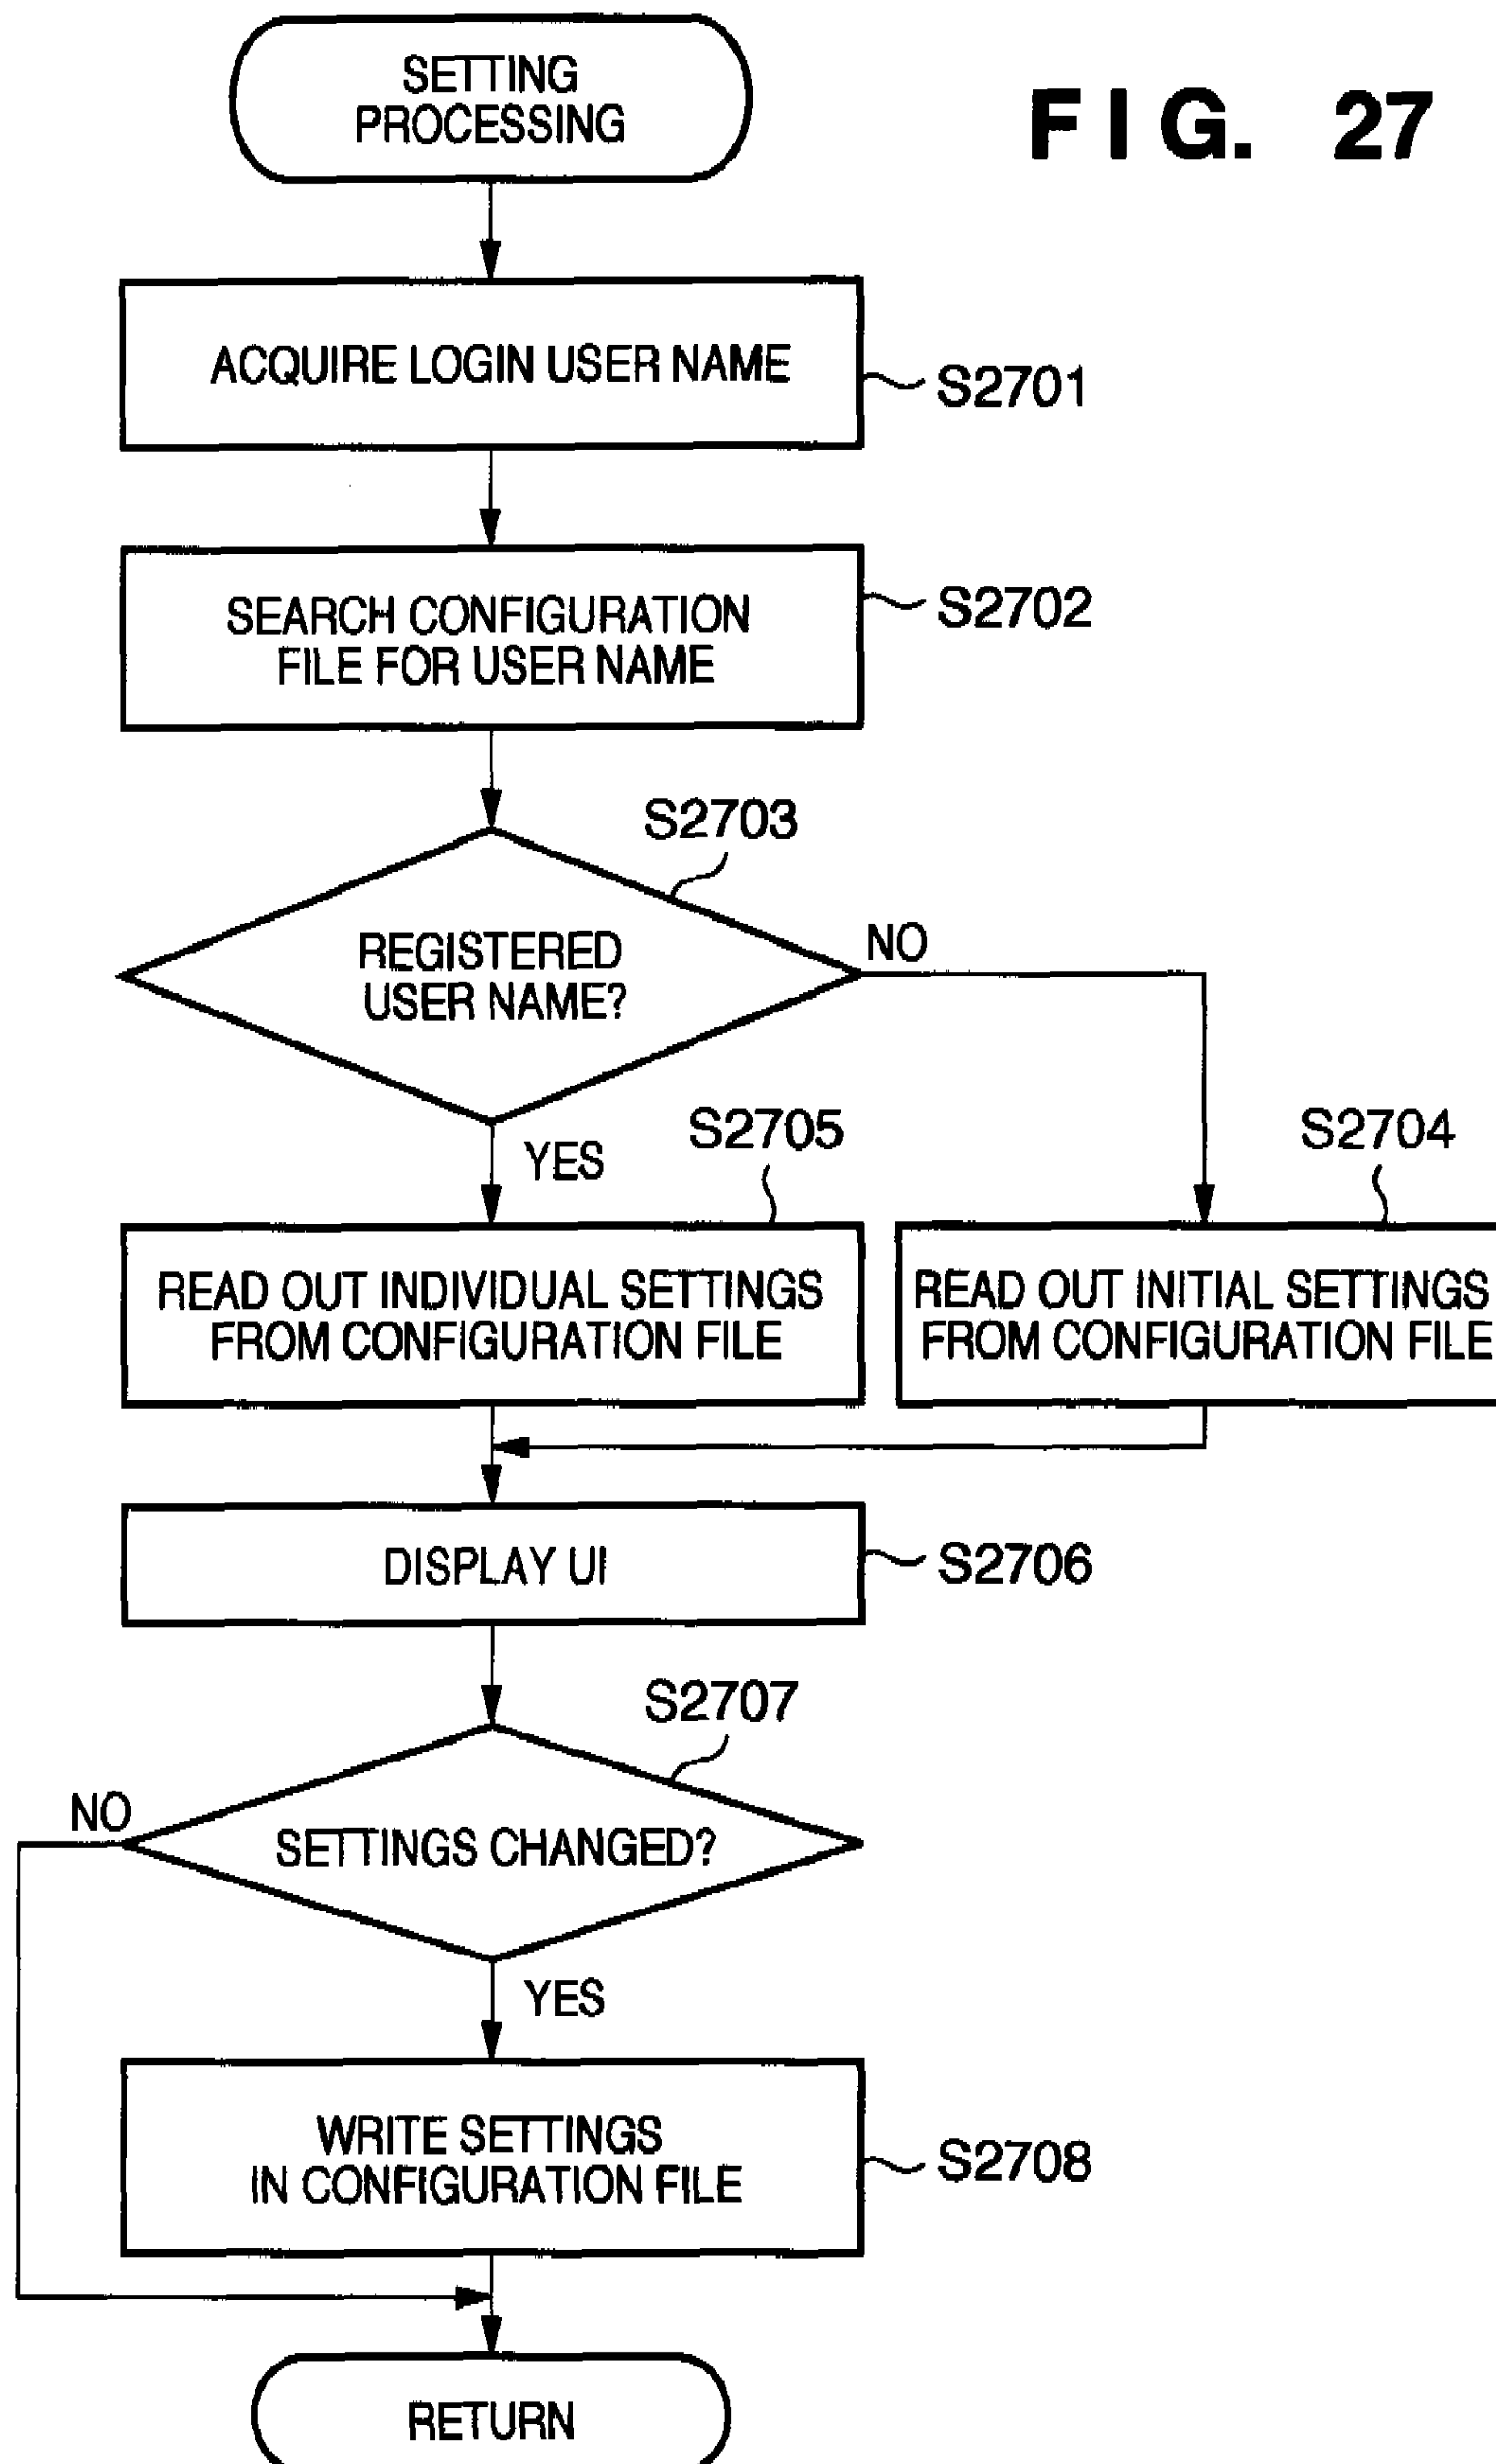 SETTING
PROCESSING
FIG. 27
ACQUIRE LOGIN USER NAME
S2701
SEARCH CONFIGURATION
FILE FOR USER NAME
S2702
S2703
REGISTERED
USER NAME?
NO
YES
S2705
S2704
READ OUT INDIVIDUAL SETTINGS
FROM CONFIGURATION FILE
READ OUT INITIAL SETTINGS
FROM CONFIGURATION FILE
DISPLAY UI
S2706
S2707
NO
SETTINGS CHANGED?
YES
WRITE SETTINGS
IN CONFIGURATION FILE
S2708
RETURN